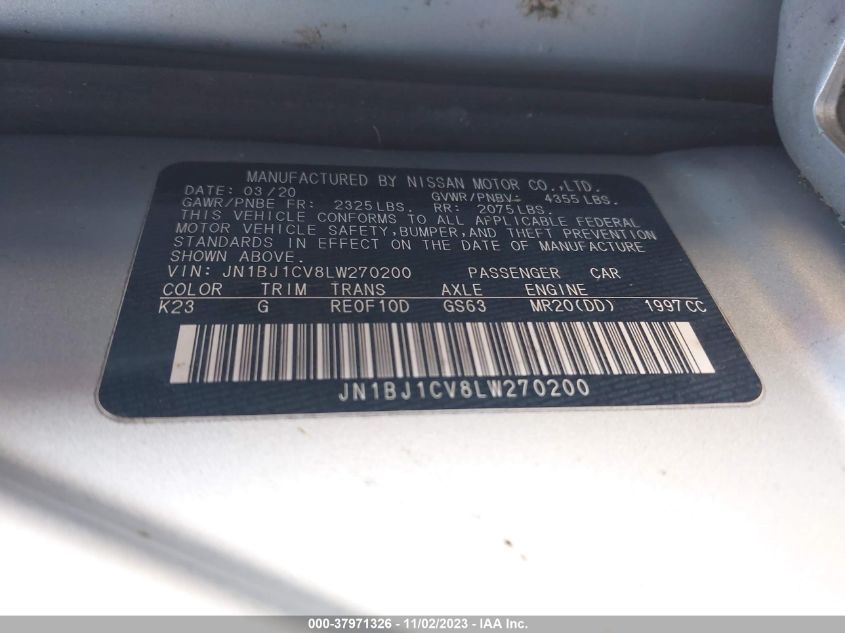 MANUFACTURED BY NISSAN MOTOR CO.,LTD.
DATE: 03/20 GVWR/PNBV: 4355 LBS.
GAWR/PNBE FR: 2325 LBS. RR: 2075 LBS.
THIS VEHICLE CONFORMS TO ALL APPLICABLE FEDERAL
MOTOR VEHICLE SAFETY, BUMPER, AND THEFT PREVENTION
STANDARDS IN EFFECT ON THE DATE OF MANUFACTURE
SHOWN ABOVE.
VIN: JN1BJ1CV8LW270200 PASSENGER CAR
COLOR TRIM TRANS AXLE ENGINE
K23 G RE0F10D GS63 MR20(DD) 1997CC
JN1BJ1CV8LW270200
000-37971326 - 11/02/2023 - IAA Inc.